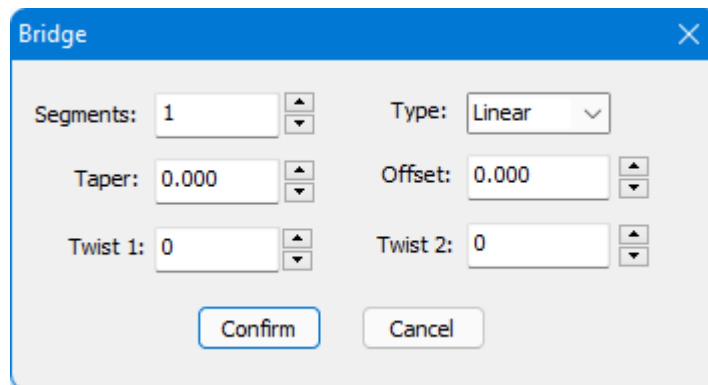 Bridge
Segments: 1 Type: Linear
Taper: 0.000 Offset: 0.000
Twist 1: 0 Twist 2: 0
Confirm Cancel